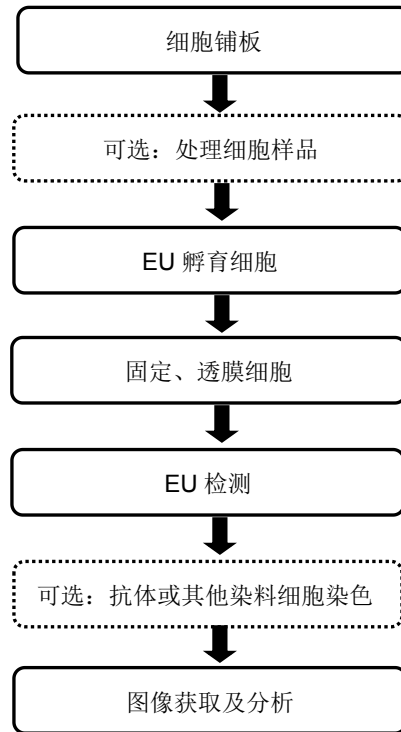 细胞铺板
可选：处理细胞样品
EU 孵育细胞
固定、透膜细胞
EU 检测
可选：抗体或其他染料细胞染色
图像获取及分析